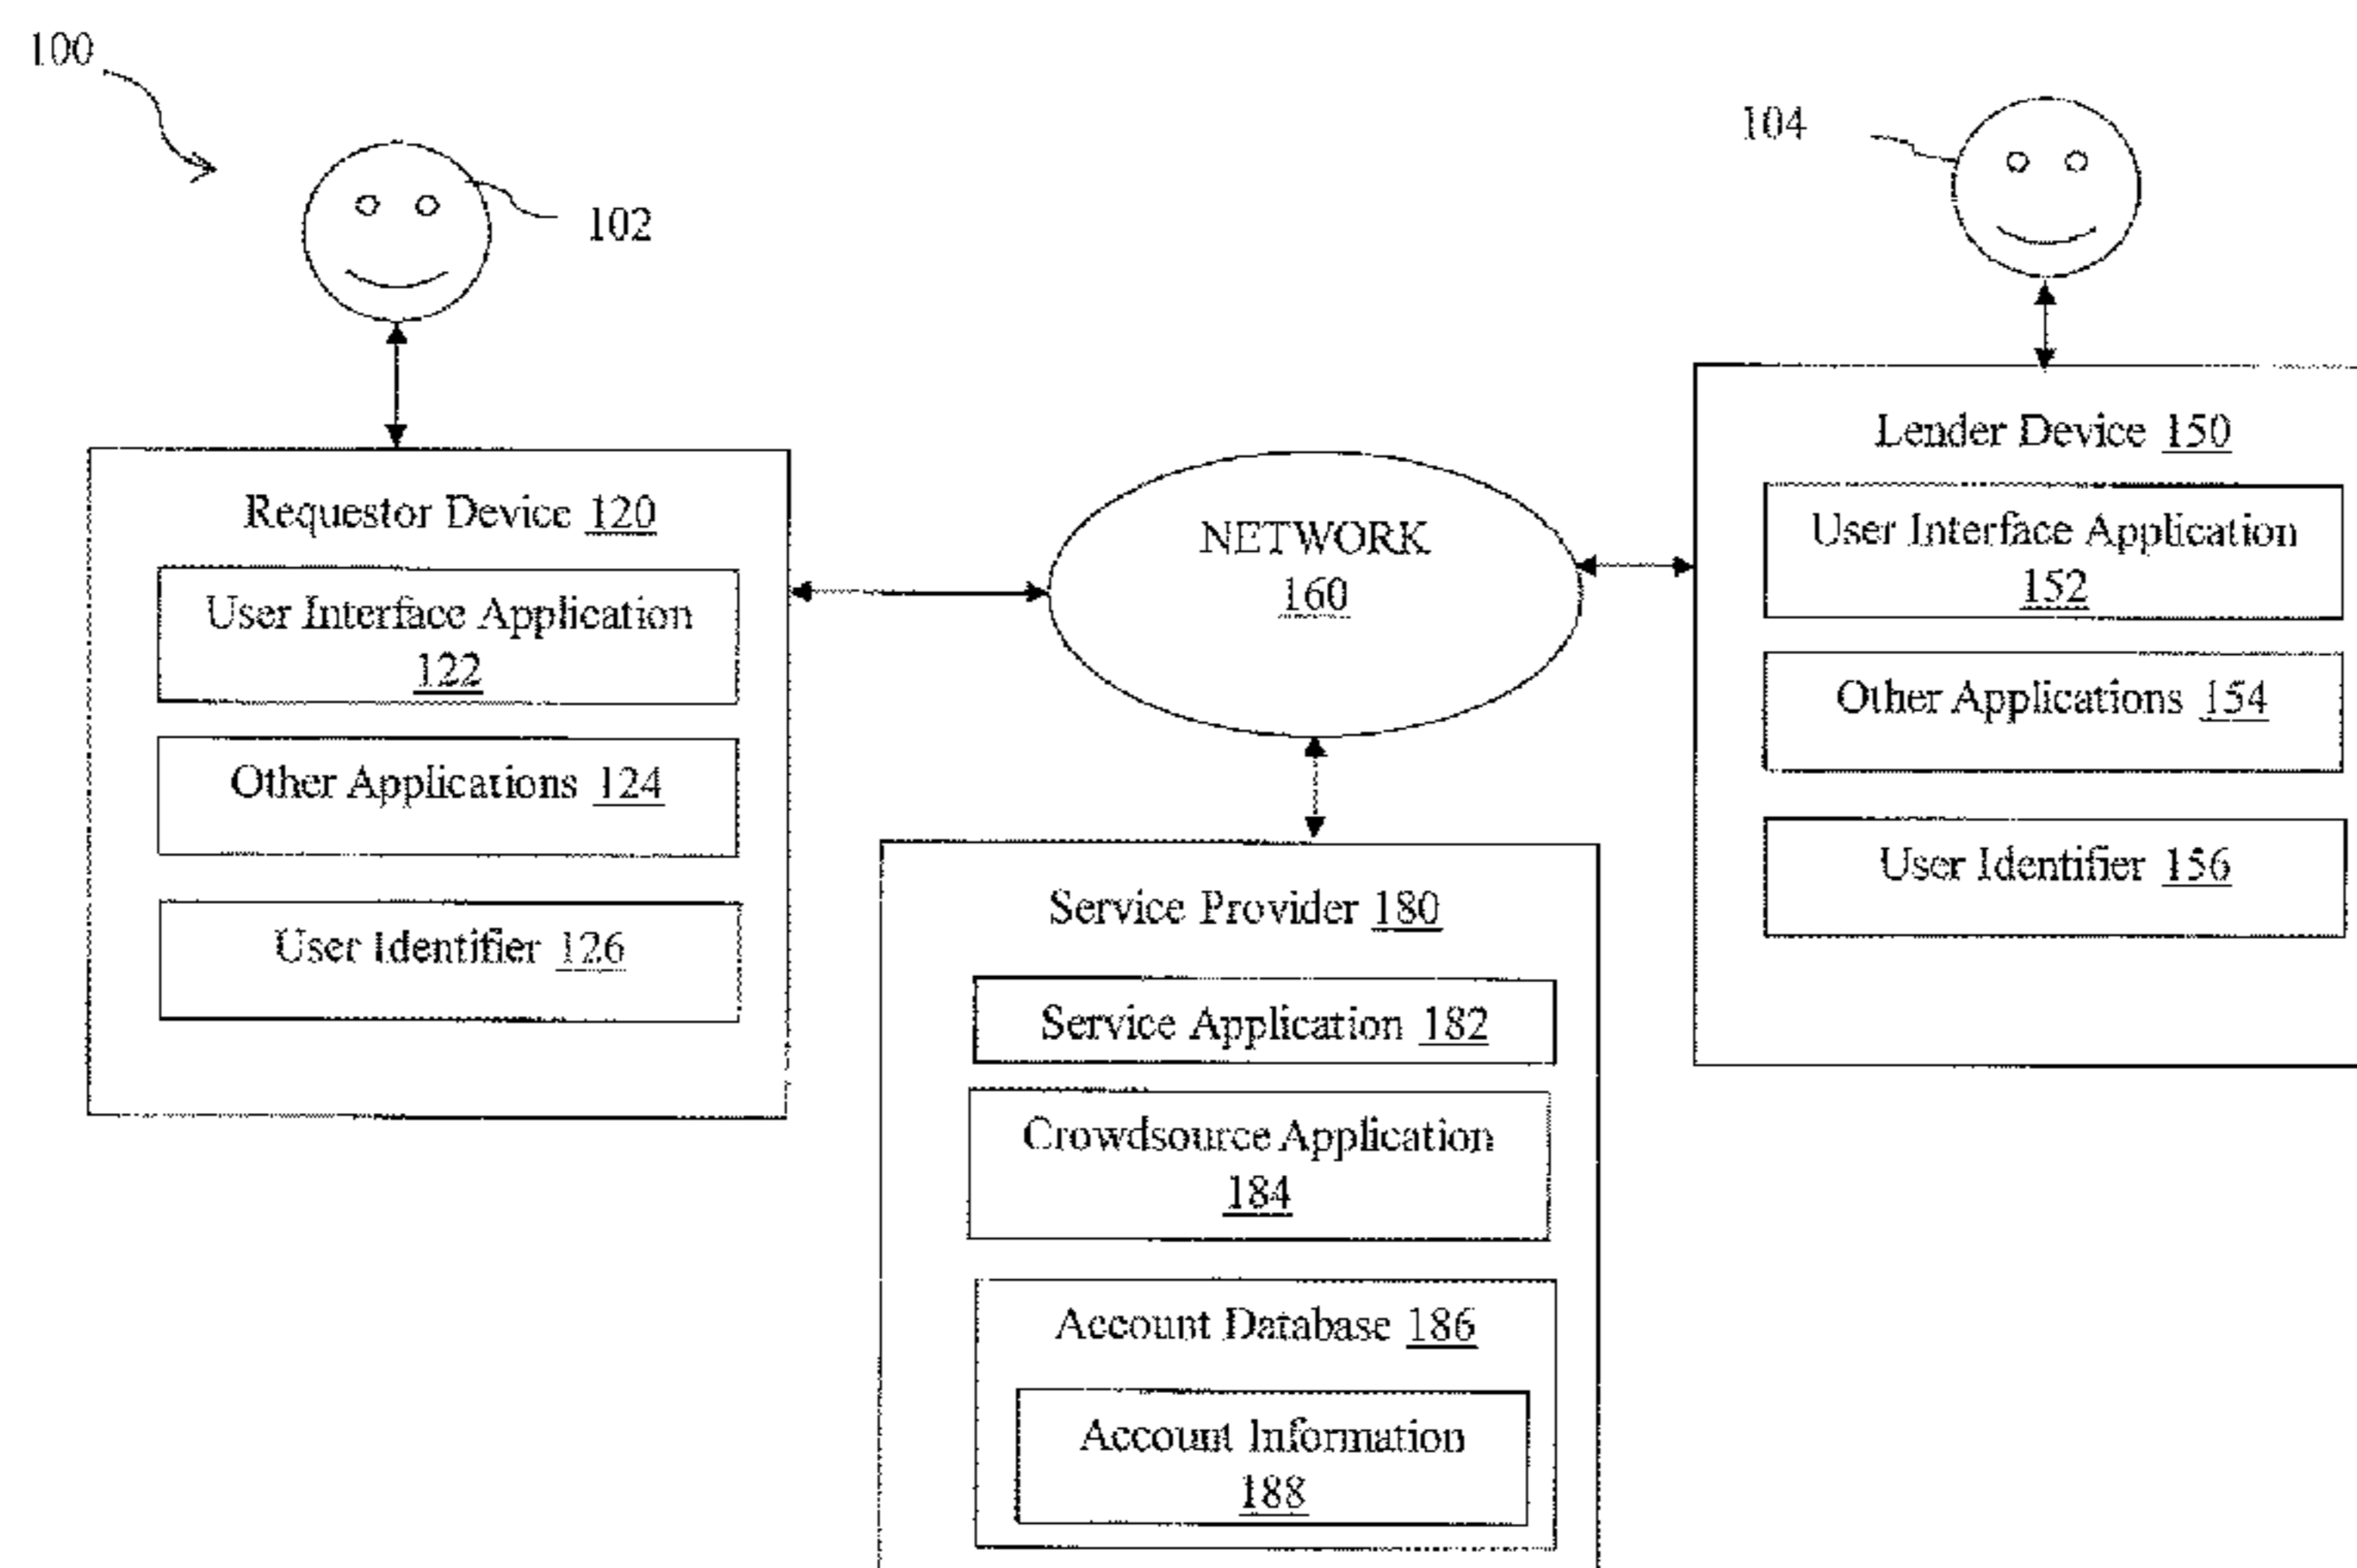 100
102
104
Requestor Device 120
User Interface Application
122
Other Applications 124
User Identifier 126
NETWORK
160
Lender Device 150
User Interface Application
152
Other Applications 154
User Identifier 156
Service Provider 180
Service Application 182
Crowdsource Application
184
Account Database 186
Account Information
188